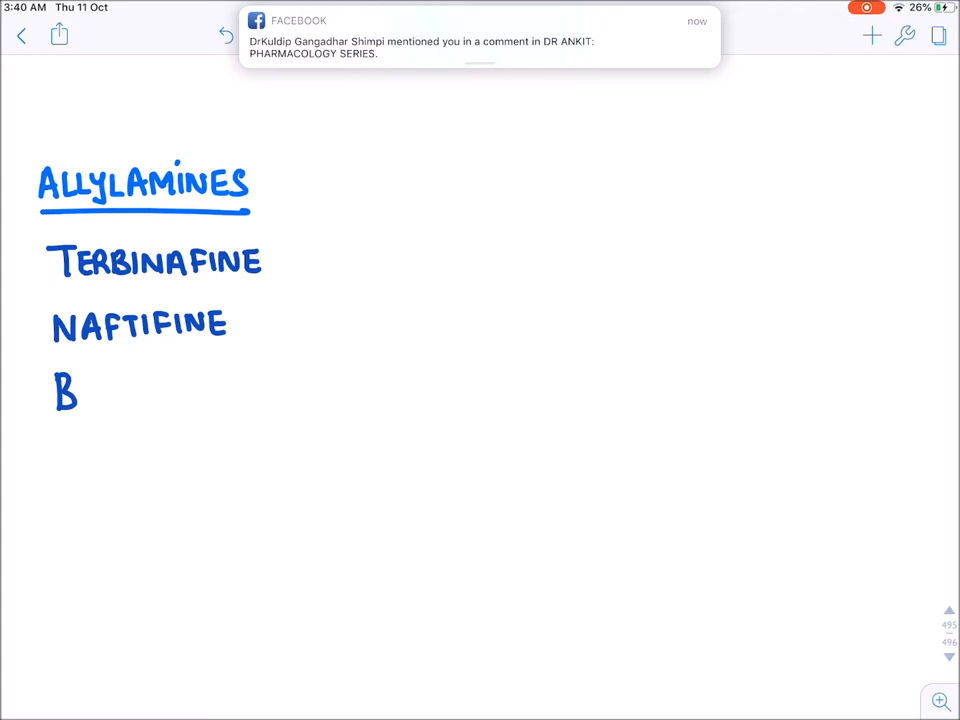 3:40 AM Thu 11 Oct
26%
FACEBOOK
now
DrKuldip Gangadhar Shimpi mentioned you in a comment in DR ANKIT:
PHARMACOLOGY SERIES.
ALLYLAMINES
TERBINAFINE
NAFTIFINE
B
495
496